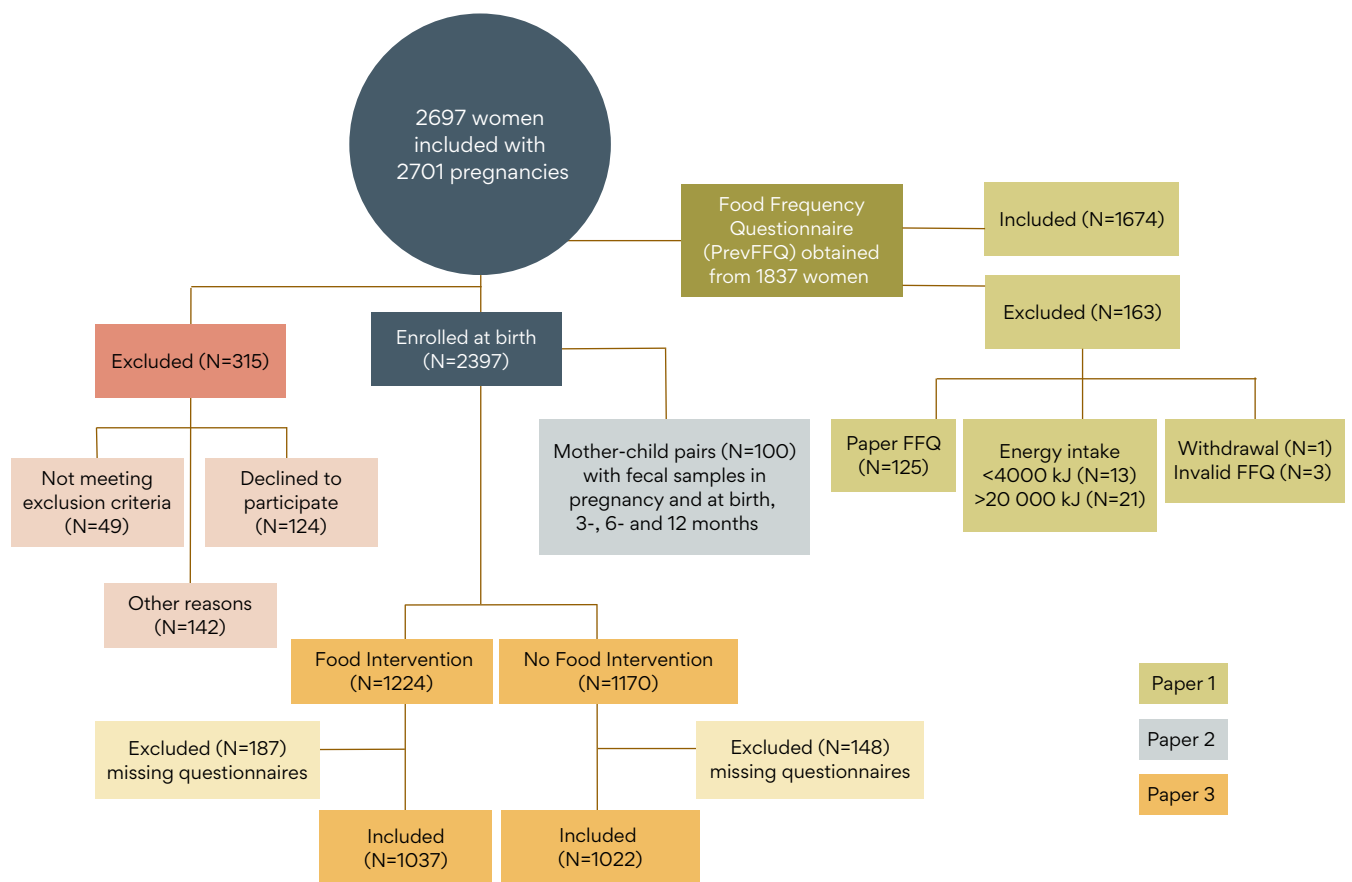 2697 women
included with
2701 pregnancies
Food Frequency
Questionnaire
(PrevFFQ) obtained
from 1837 women
Included (N=1674)
Excluded (N=163)
Paper FFQ
(N=125)
Energy intake
<4000 kJ (N=13)
>20 000 kJ (N=21)
Withdrawal (N=1)
Invalid FFQ (N=3)
Excluded (N=315)
Enrolled at birth
(N=2397)
Mother-child pairs (N=100)
with fecal samples in
pregnancy and at birth,
3-, 6- and 12 months
Not meeting
exclusion criteria
(N=49)
Declined to
participate
(N=124)
Other reasons
(N=142)
Food Intervention
(N=1224)
No Food Intervention
(N=1170)
Excluded (N=187)
missing questionnaires
Excluded (N=148)
missing questionnaires
Included
(N=1037)
Included
(N=1022)
Paper 1
Paper 2
Paper 3